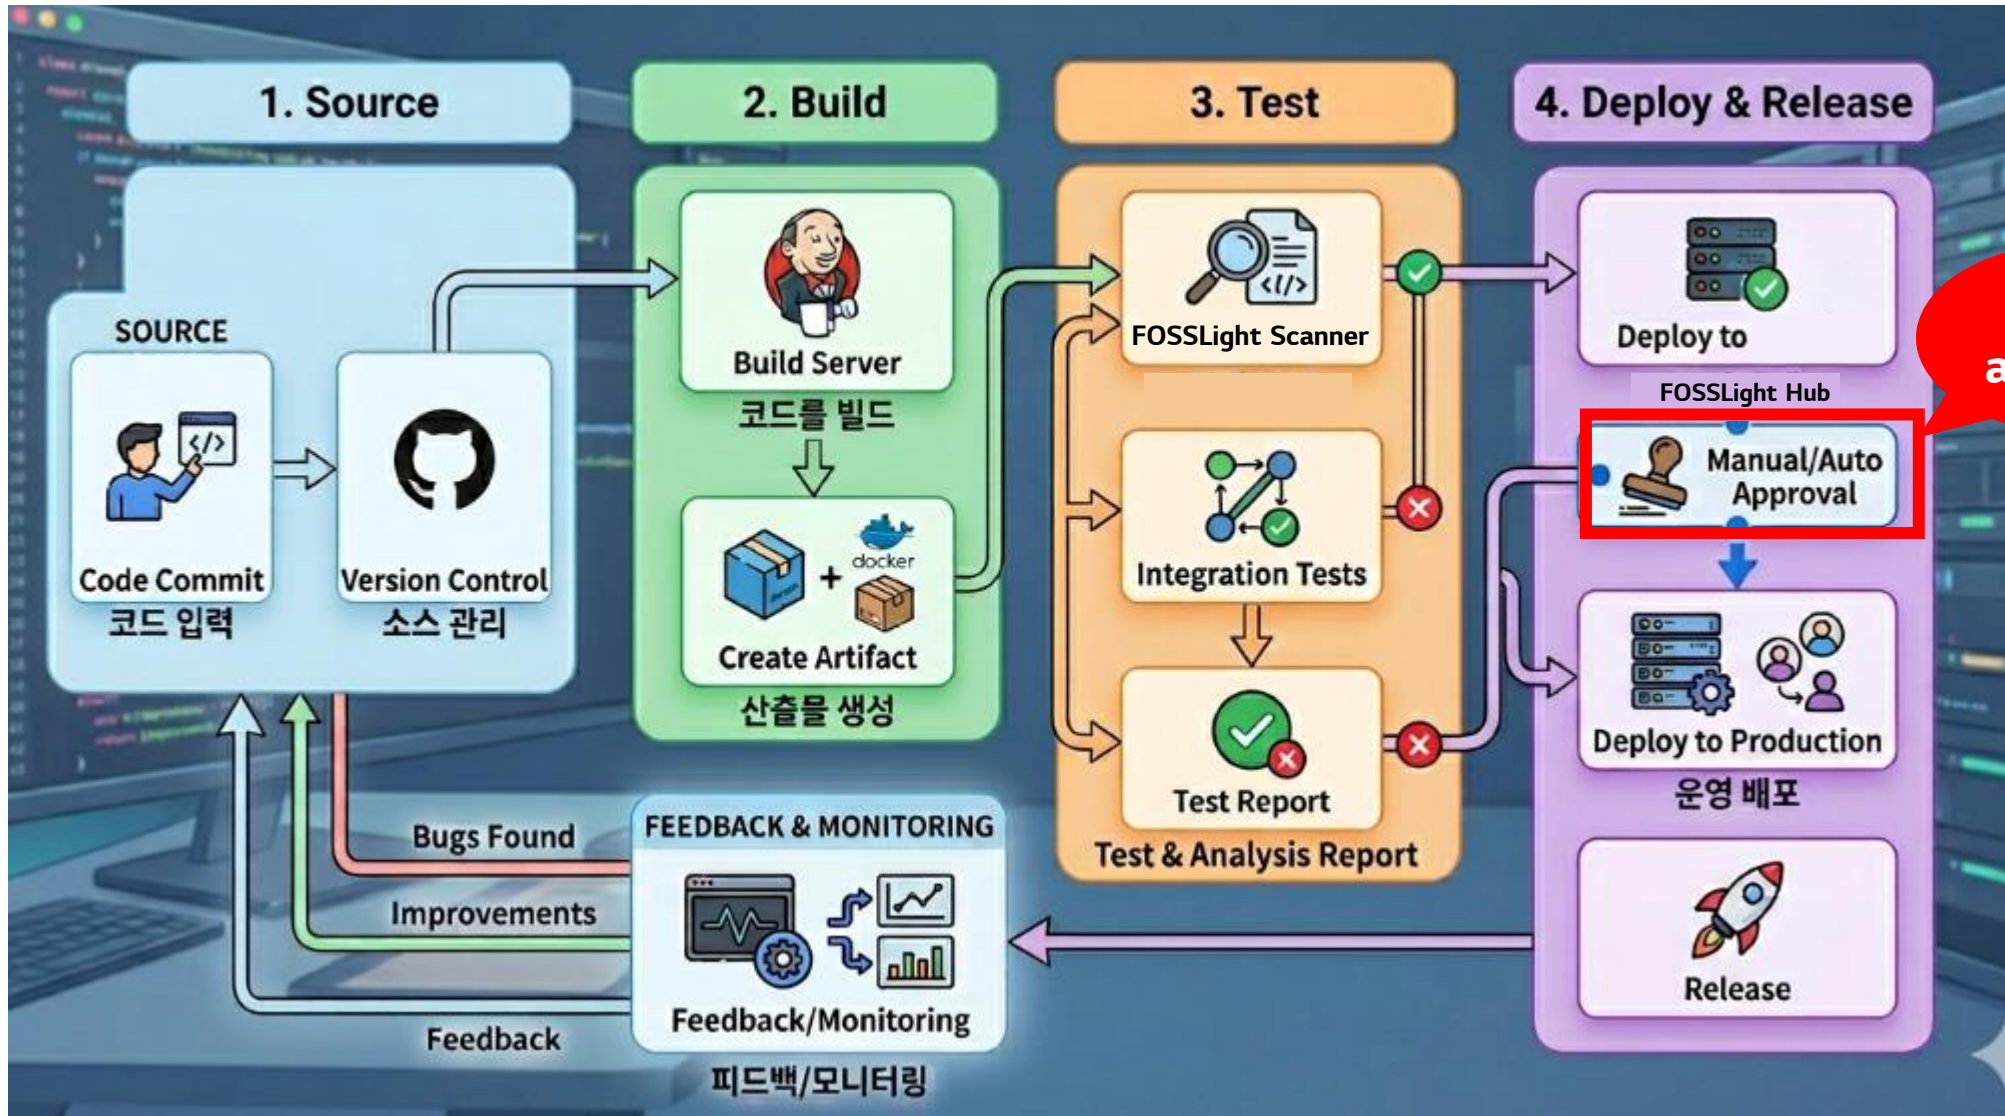 1. Source
2. Build
3. Test
4. Deploy & Release
SOURCE
Code Commit
코드 입력
Version Control
소스 관리
Build Server
코드를 빌드
docker
+
Create Artifact
산출물 생성
FOSSLight Scanner
Integration Tests
Test Report
Test & Analysis Report
Deploy to
FOSSLight Hub
Manual/Auto
Approval
Deploy to Production
운영 배포
Release
a
Bugs Found
Improvements
Feedback
FEEDBACK & MONITORING
Feedback/Monitoring
피드백/모니터링